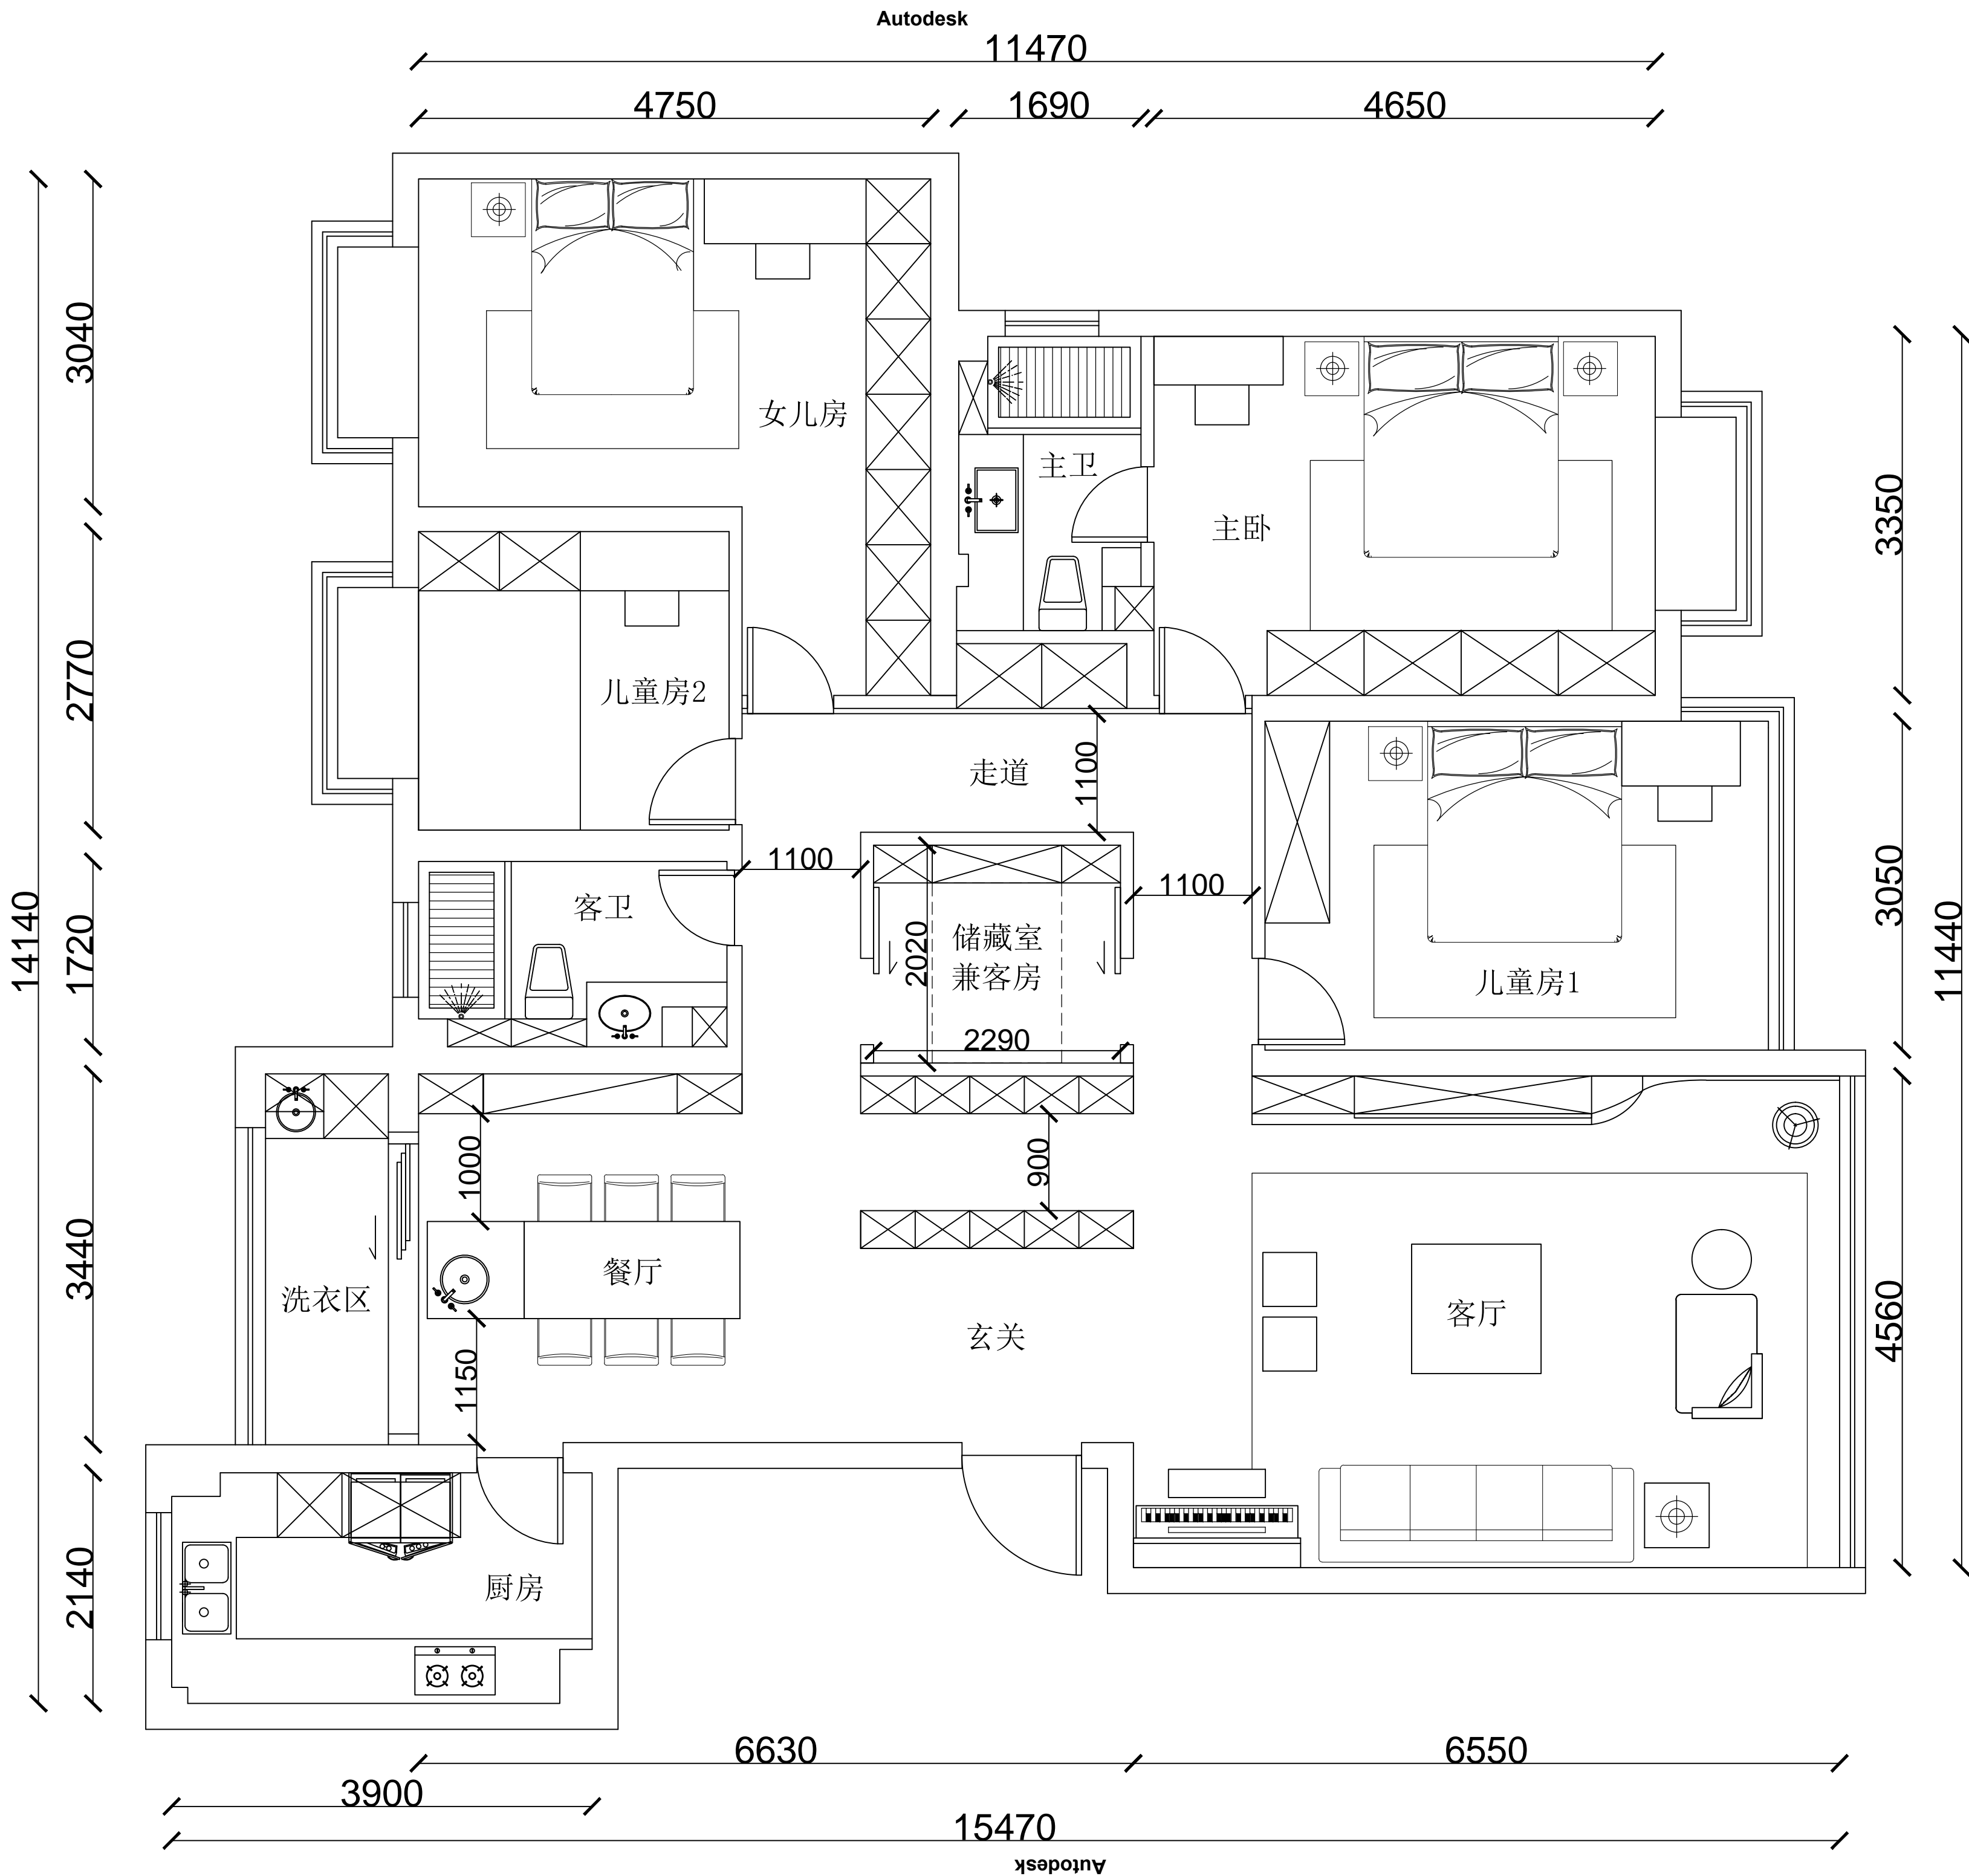 Autodesk
11470
4750
1690
4650
3040
女儿房
主卫
主卧
3350
2770
儿童房2
走道
1100
1100
1100
14140
1720
客卫
2020
储藏室
兼客房
2290
儿童房1
3050
11440
1000
900
3440
洗衣区
餐厅
玄关
客厅
4560
1150
2140
厨房
6630
6550
3900
15470
Autodesk